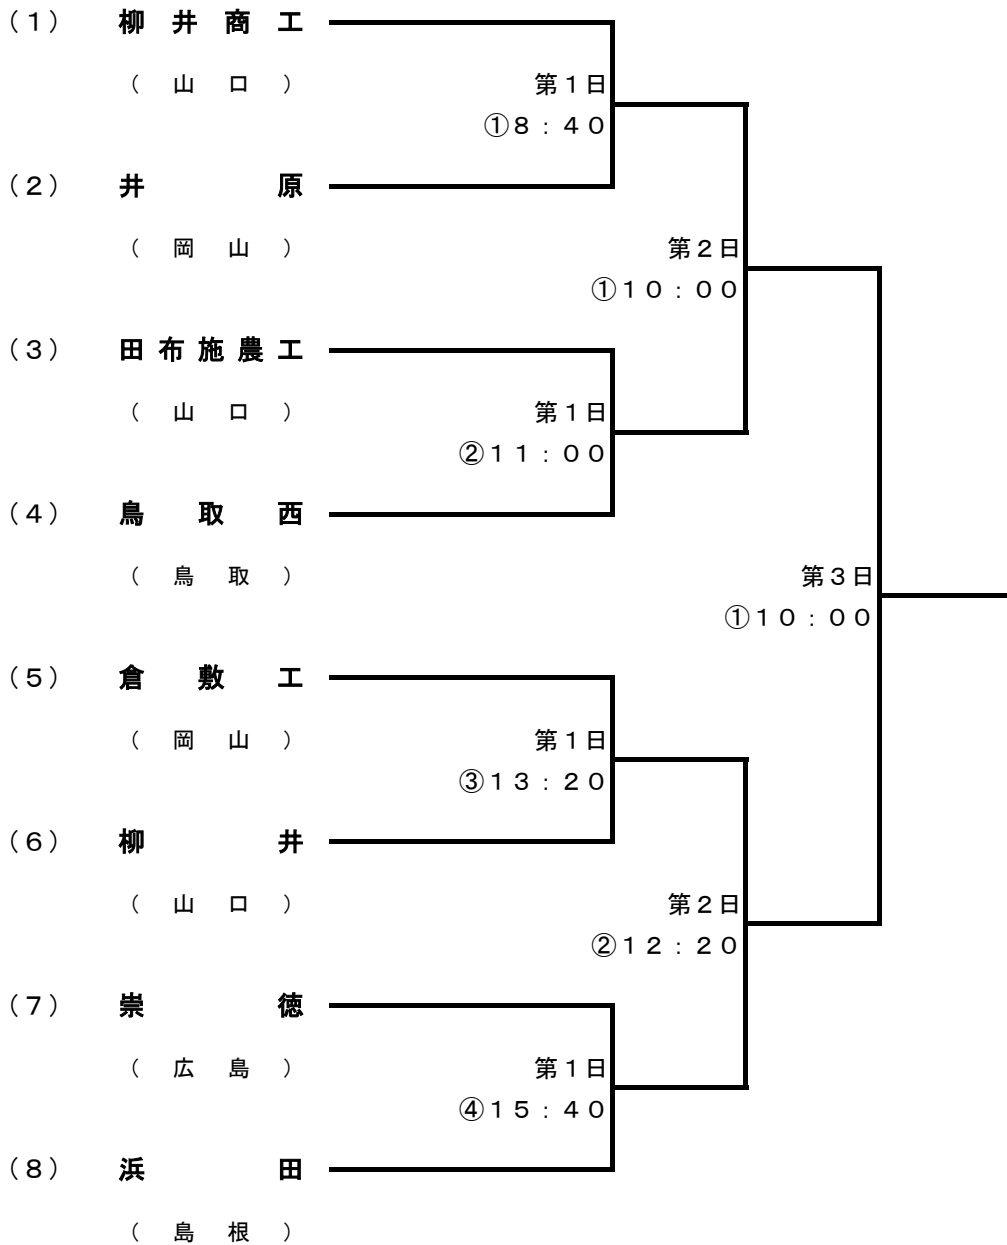 （１） 柳井商工
（山口） 第１日
①８：４０
（２） 井原
（岡山） 第２日
①１０：００
（３） 田布施農工
（山口） 第１日
②１１：００
（４） 鳥取西
（鳥取） 第３日
①１０：００
（５） 倉敷工
（岡山） 第１日
③１３：２０
（６） 柳井
（山口） 第２日
②１２：２０
（７） 崇徳
（広島） 第１日
④１５：４０
（８） 浜田
（島根）